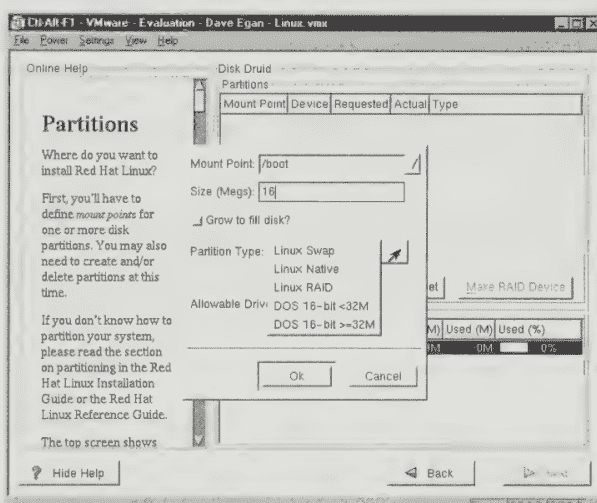 Ctl-Alt-F1 - VMware - Evaluation - Dave Egan - Linux.vmx
File Power Settings View Help
Online Help
Partitions
Where do you want to
install Red Hat Linux?
First, you'll have to
define mount points for
one or more disk
partitions. You may also
need to create and/or
delete partitions at this
time.
If you don't know how to
partition your system,
please read the section
on partitioning in the Red
Hat Linux Installation
Guide or the Red Hat
Linux Reference Guide.
The top screen shows
Disk Druid
Partitions
Mount Point Device Requested Actual Type
Mount Point: /boot
Size (Megs): 16
Grow to fill disk?
Partition Type: Linux Swap
Linux Native
Linux RAID
Allowable Driv DOS 16-bit <32M
DOS 16-bit >=32M
Ok Cancel
et Make RAID Device
M) Used (M) Used (%)
M 0M 0%
Hide Help Back Next